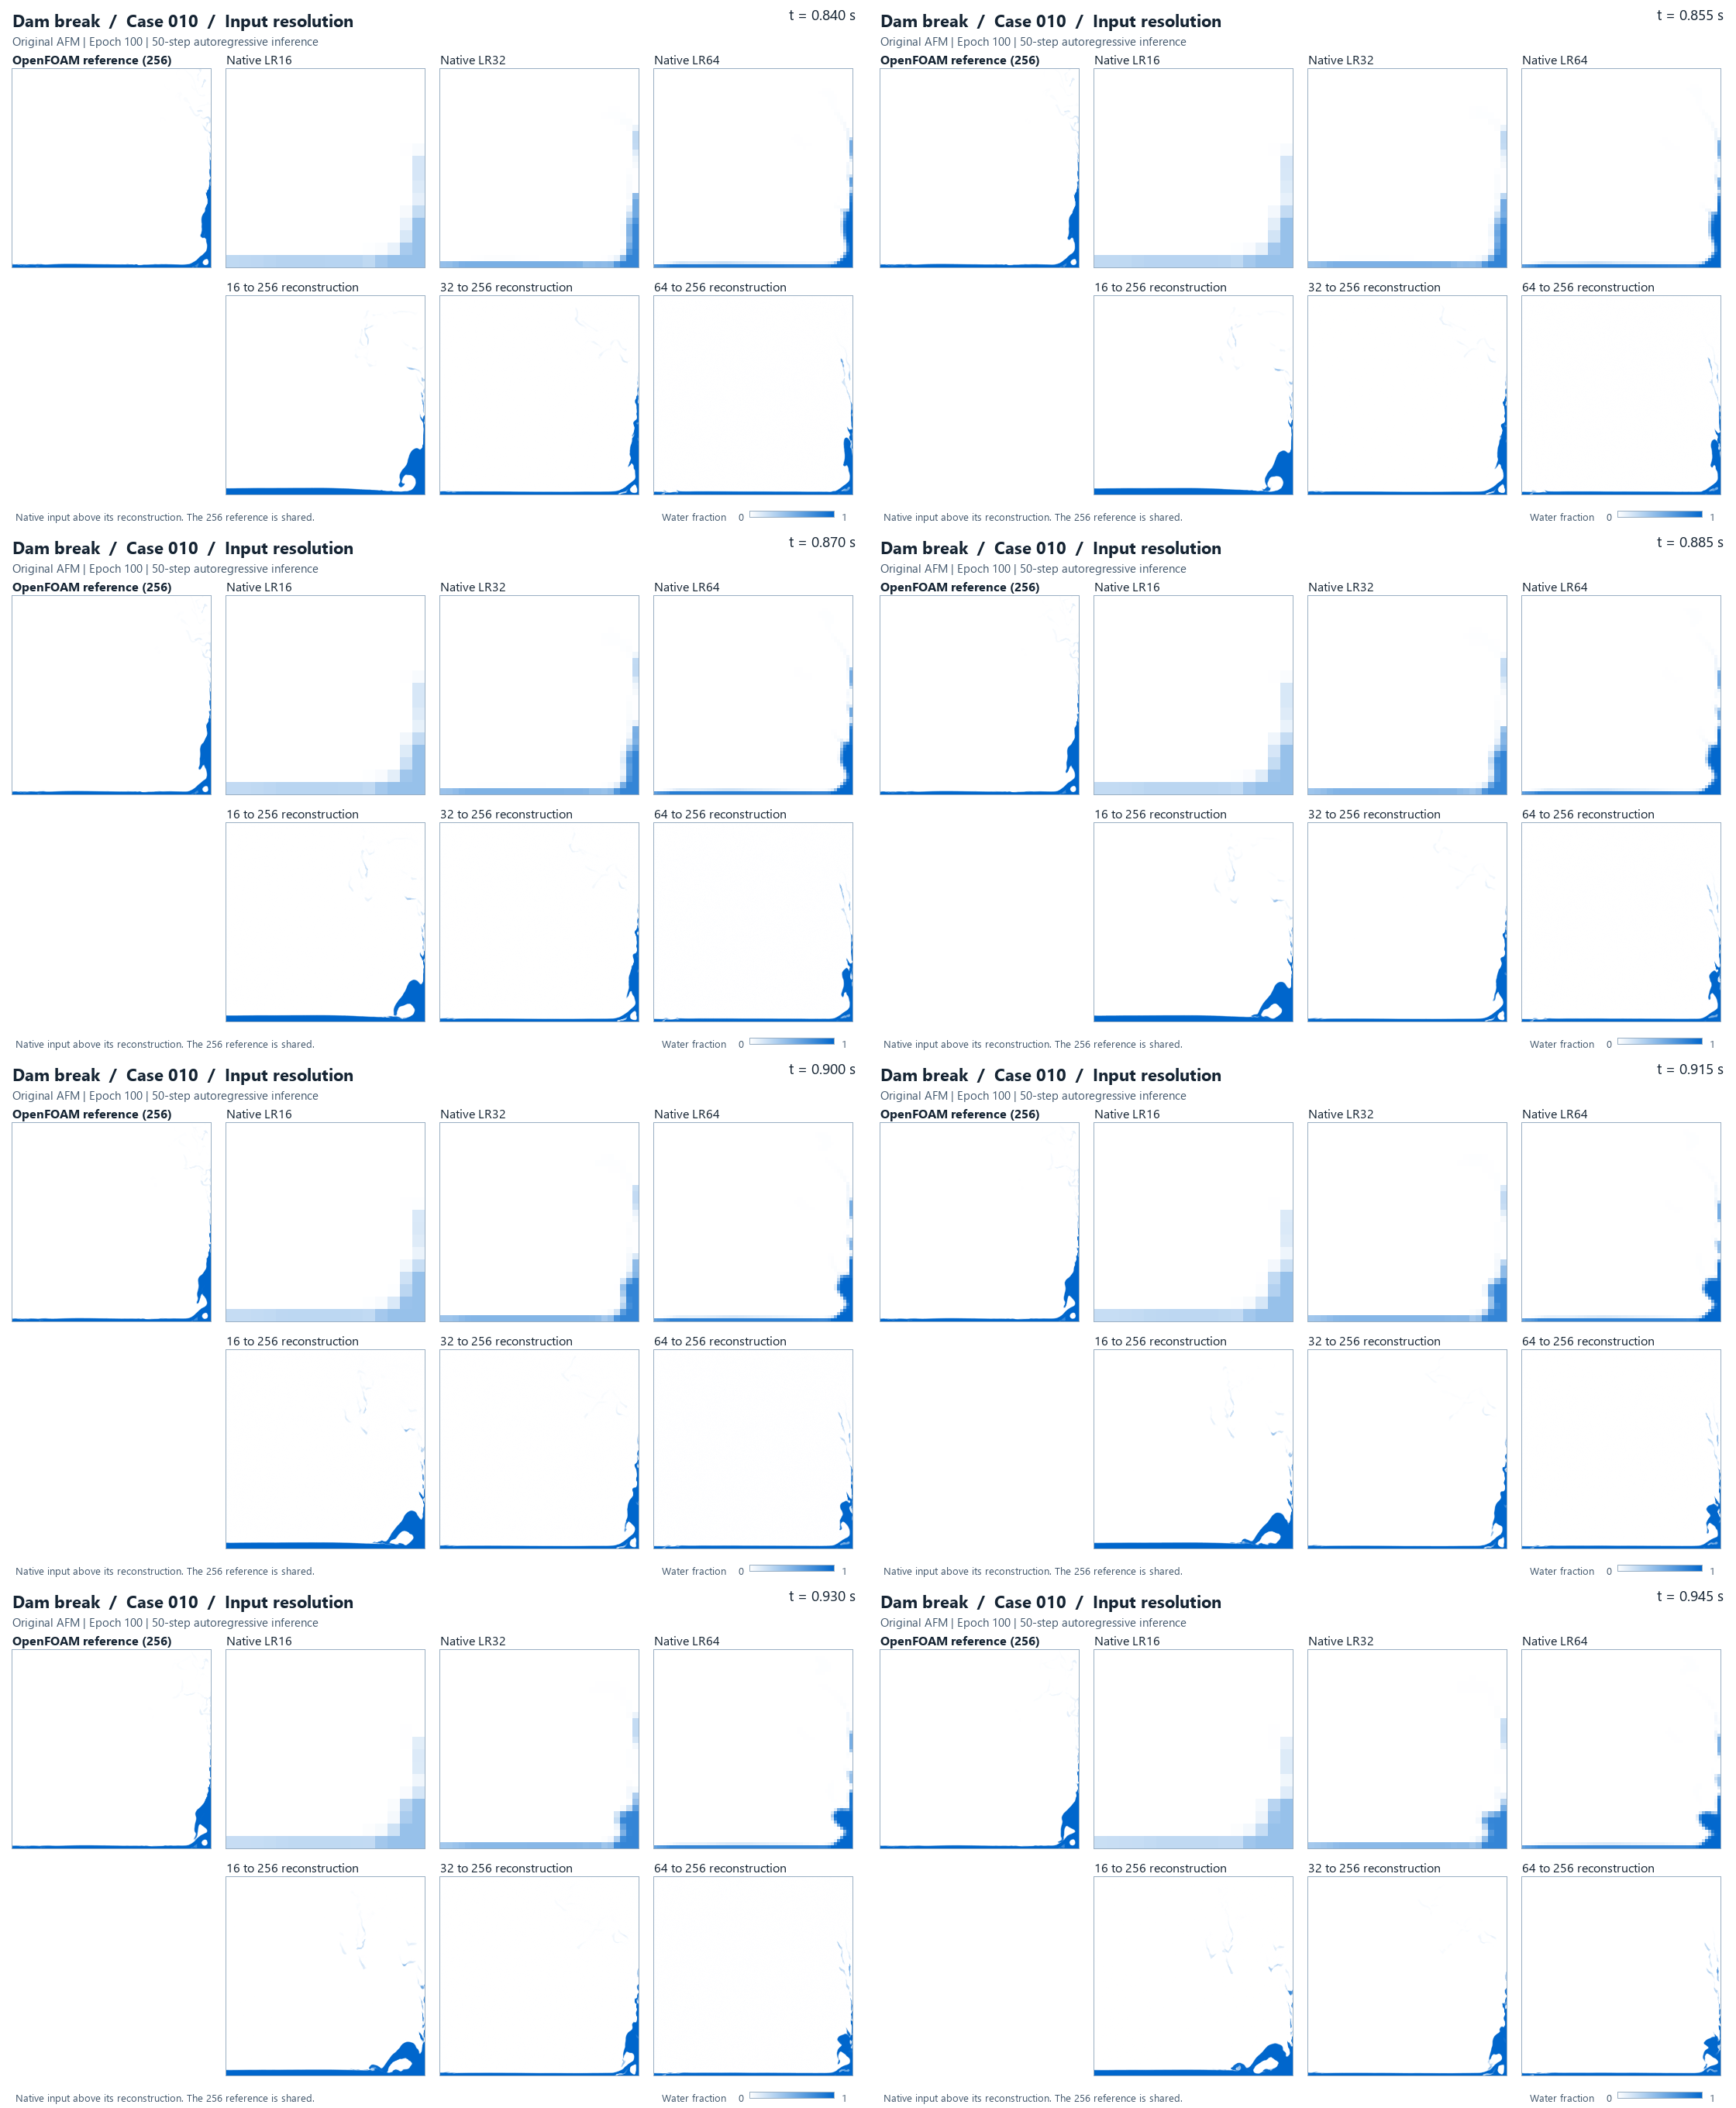 Dam break / Case 010 / Input resolution
t = 0.840 s
Original AFM | Epoch 100 | 50-step autoregressive inference
OpenFOAM reference (256)
Native LR16
Native LR32
Native LR64
16 to 256 reconstruction
32 to 256 reconstruction
64 to 256 reconstruction
Native input above its reconstruction. The 256 reference is shared.
Water fraction 0 1
Dam break / Case 010 / Input resolution
t = 0.855 s
Original AFM | Epoch 100 | 50-step autoregressive inference
OpenFOAM reference (256)
Native LR16
Native LR32
Native LR64
16 to 256 reconstruction
32 to 256 reconstruction
64 to 256 reconstruction
Native input above its reconstruction. The 256 reference is shared.
Water fraction 0 1
Dam break / Case 010 / Input resolution
t = 0.870 s
Original AFM | Epoch 100 | 50-step autoregressive inference
OpenFOAM reference (256)
Native LR16
Native LR32
Native LR64
16 to 256 reconstruction
32 to 256 reconstruction
64 to 256 reconstruction
Native input above its reconstruction. The 256 reference is shared.
Water fraction 0 1
Dam break / Case 010 / Input resolution
t = 0.885 s
Original AFM | Epoch 100 | 50-step autoregressive inference
OpenFOAM reference (256)
Native LR16
Native LR32
Native LR64
16 to 256 reconstruction
32 to 256 reconstruction
64 to 256 reconstruction
Native input above its reconstruction. The 256 reference is shared.
Water fraction 0 1
Dam break / Case 010 / Input resolution
t = 0.900 s
Original AFM | Epoch 100 | 50-step autoregressive inference
OpenFOAM reference (256)
Native LR16
Native LR32
Native LR64
16 to 256 reconstruction
32 to 256 reconstruction
64 to 256 reconstruction
Native input above its reconstruction. The 256 reference is shared.
Water fraction 0 1
Dam break / Case 010 / Input resolution
t = 0.915 s
Original AFM | Epoch 100 | 50-step autoregressive inference
OpenFOAM reference (256)
Native LR16
Native LR32
Native LR64
16 to 256 reconstruction
32 to 256 reconstruction
64 to 256 reconstruction
Native input above its reconstruction. The 256 reference is shared.
Water fraction 0 1
Dam break / Case 010 / Input resolution
t = 0.930 s
Original AFM | Epoch 100 | 50-step autoregressive inference
OpenFOAM reference (256)
Native LR16
Native LR32
Native LR64
16 to 256 reconstruction
32 to 256 reconstruction
64 to 256 reconstruction
Native input above its reconstruction. The 256 reference is shared.
Water fraction 0 1
Dam break / Case 010 / Input resolution
t = 0.945 s
Original AFM | Epoch 100 | 50-step autoregressive inference
OpenFOAM reference (256)
Native LR16
Native LR32
Native LR64
16 to 256 reconstruction
32 to 256 reconstruction
64 to 256 reconstruction
Native input above its reconstruction. The 256 reference is shared.
Water fraction 0 1